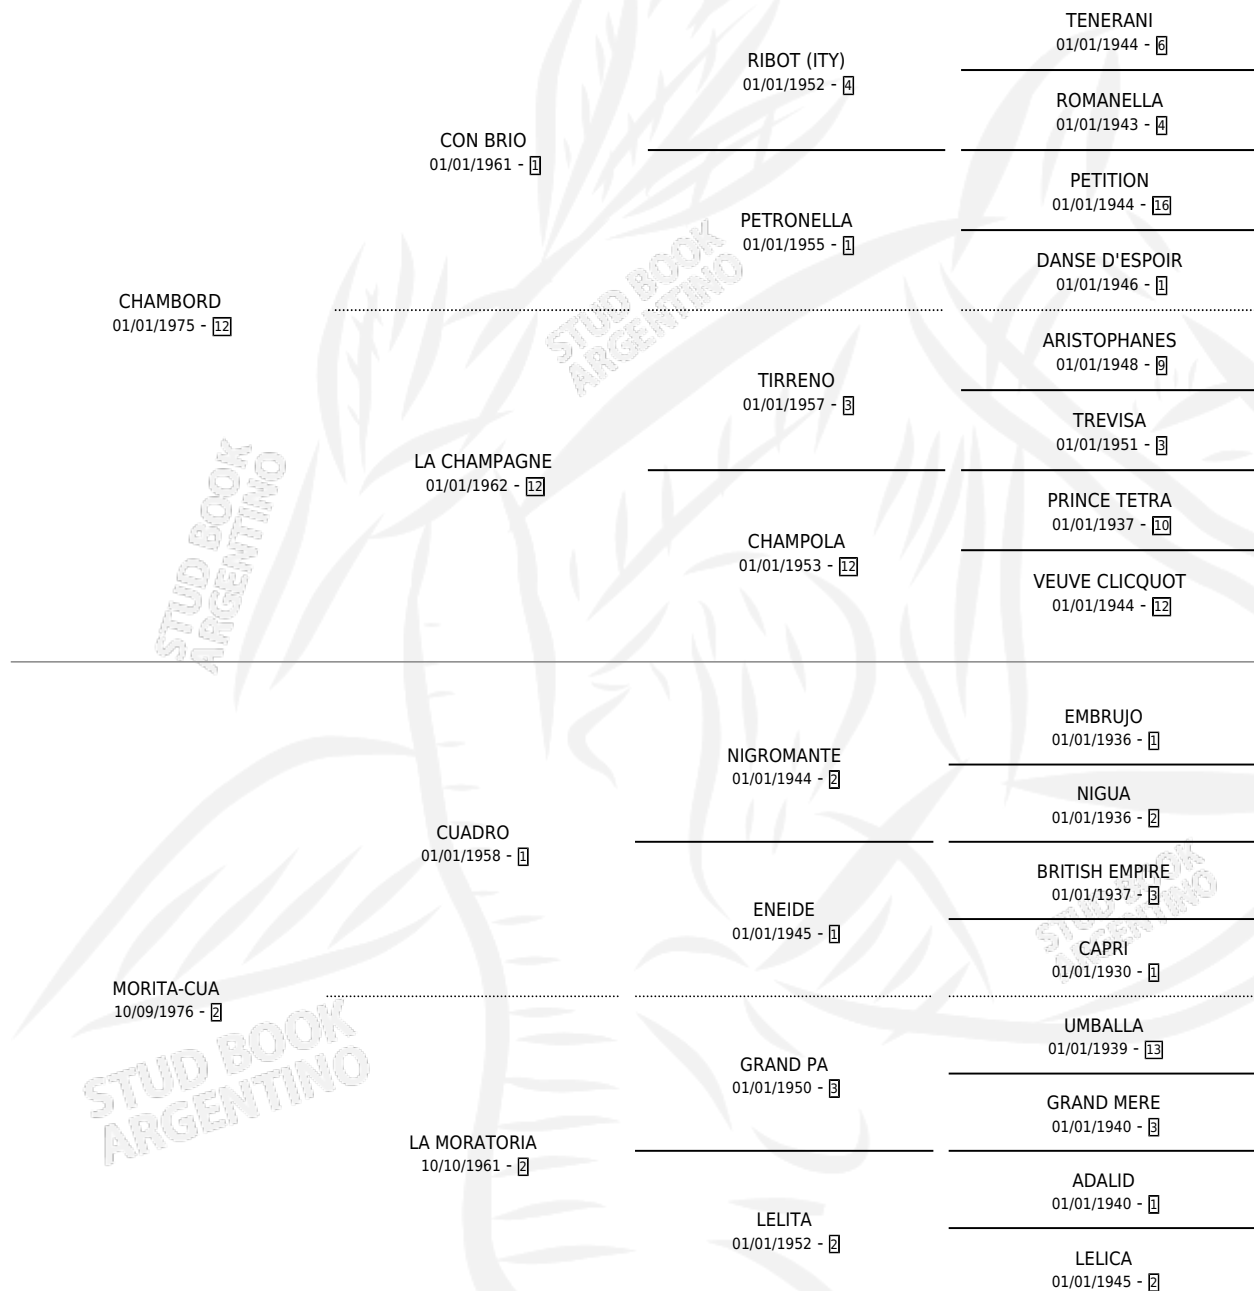 TENERANI
01/01/1944 - 6
RIBOT (ITY)
01/01/1952 - 4
ROMANELLA
01/01/1943 - 4
CON BRIO
01/01/1961 - 1
PETITION
01/01/1944 - 16
PETRONELLA
01/01/1955 - 1
DANSE D'ESPOIR
01/01/1946 - 1
CHAMBORD
01/01/1975 - 12
ARISTOPHANES
01/01/1948 - 9
TIRRENO
01/01/1957 - 3
TREVISA
01/01/1951 - 3
LA CHAMPAGNE
01/01/1962 - 12
PRINCE TETRA
01/01/1937 - 10
CHAMPOLA
01/01/1953 - 12
VEUVE CLICQUOT
01/01/1944 - 12
EMBRUJO
01/01/1936 - 1
NIGROMANTE
01/01/1944 - 2
NIGUA
01/01/1936 - 2
CUADRO
01/01/1958 - 1
BRITISH EMPIRE
01/01/1937 - 3
ENEIDE
01/01/1945 - 1
CAPRI
01/01/1930 - 1
MORITA-CUA
10/09/1976 - 2
UMBALLA
01/01/1939 - 13
GRAND PA
01/01/1950 - 3
GRAND MERE
01/01/1940 - 3
LA MORATORIA
10/10/1961 - 2
ADALID
01/01/1940 - 1
LELITA
01/01/1952 - 2
LELICA
01/01/1945 - 2
STUD BOOK
ARGENTINO
STUD BOOK
ARGENTINO
STUD BOOK
ARGENTINO
STUD BOOK
ARGENTINO